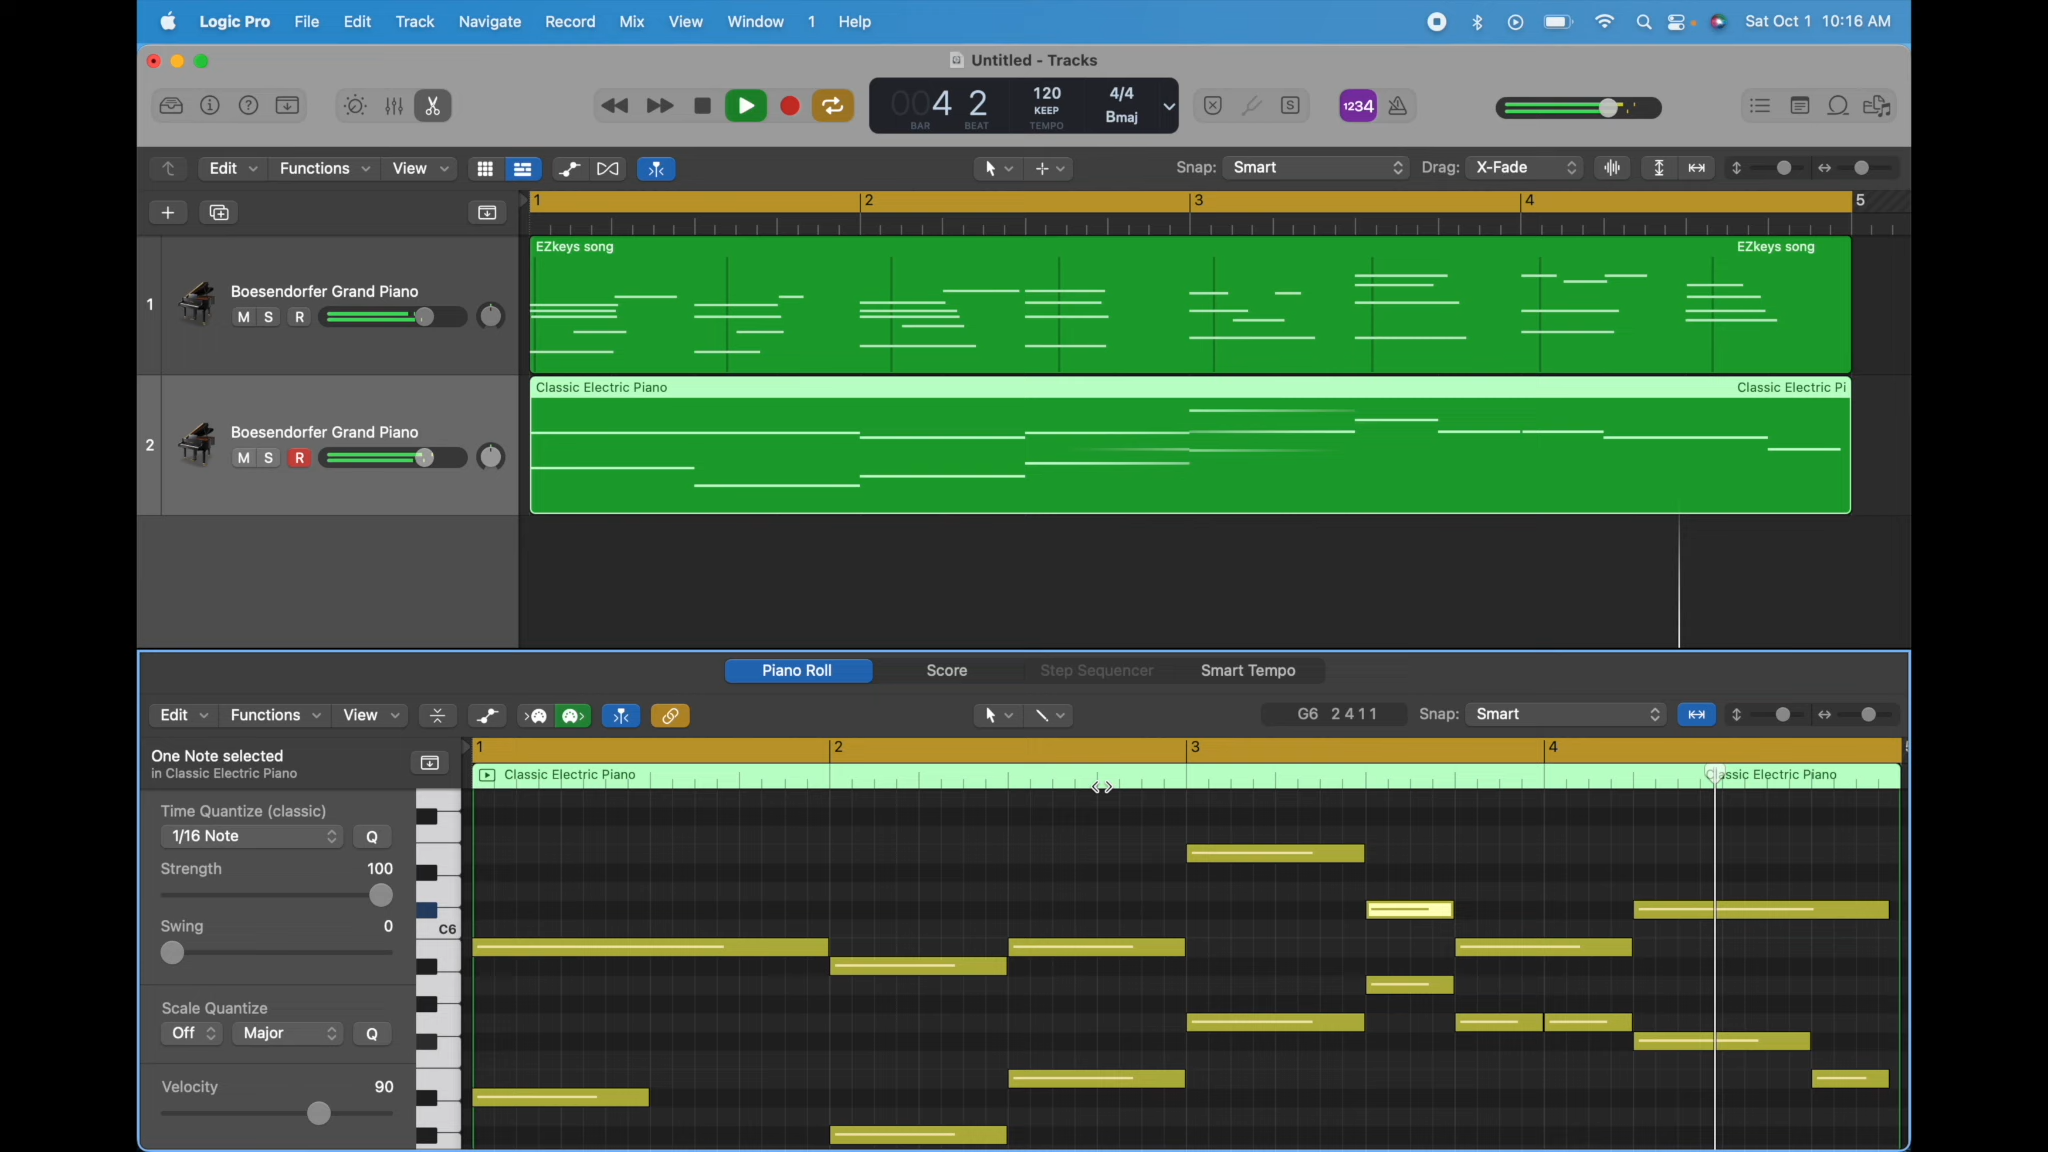 Logic Pro File Edit Track Navigate Record Mix View Window 1 Help Sat Oct 1 10:16 AM
Untitled - Tracks
004 2 120 4/4
KEEP Bmaj
BAR BEAT TEMPO
S 1234
Edit Functions View Snap: Smart Drag: X-Fade
1 2 3 4 5
EZkeys song EZkeys song
1 Boesendorfer Grand Piano
M S R
Classic Electric Piano Classic Electric Pi
2 Boesendorfer Grand Piano
M S R
Piano Roll Score Step Sequencer Smart Tempo
Edit Functions View G6 2 4 1 1 Snap: Smart
1 2 3 4
One Note selected
in Classic Electric Piano
Classic Electric Piano Classic Electric Piano
Time Quantize (classic)
1/16 Note Q
Strength 100
Swing 0
C6
Scale Quantize
Off Major Q
Velocity 90